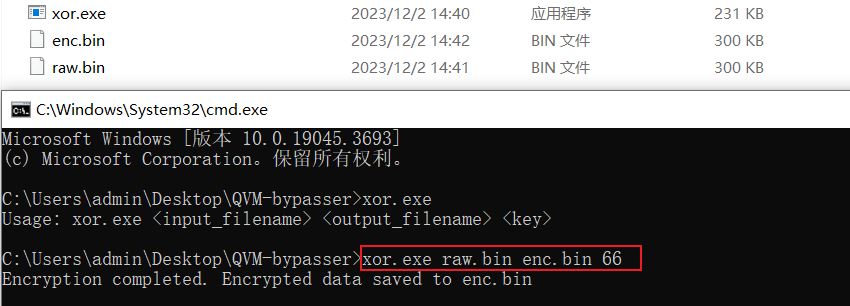 xor.exe 2023/12/2 14:40 应用程序 231 KB
enc.bin 2023/12/2 14:42 BIN 文件 300 KB
raw.bin 2023/12/2 14:41 BIN 文件 300 KB
C:\Windows\System32\cmd.exe
Microsoft Windows [版本 10.0.19045.3693]
(c) Microsoft Corporation。保留所有权利。
C:\Users\admin\Desktop\QVM-bypasser>xor.exe
Usage: xor.exe <input_filename> <output_filename> <key>
C:\Users\admin\Desktop\QVM-bypasser>xor.exe raw.bin enc.bin 66
Encryption completed. Encrypted data saved to enc.bin